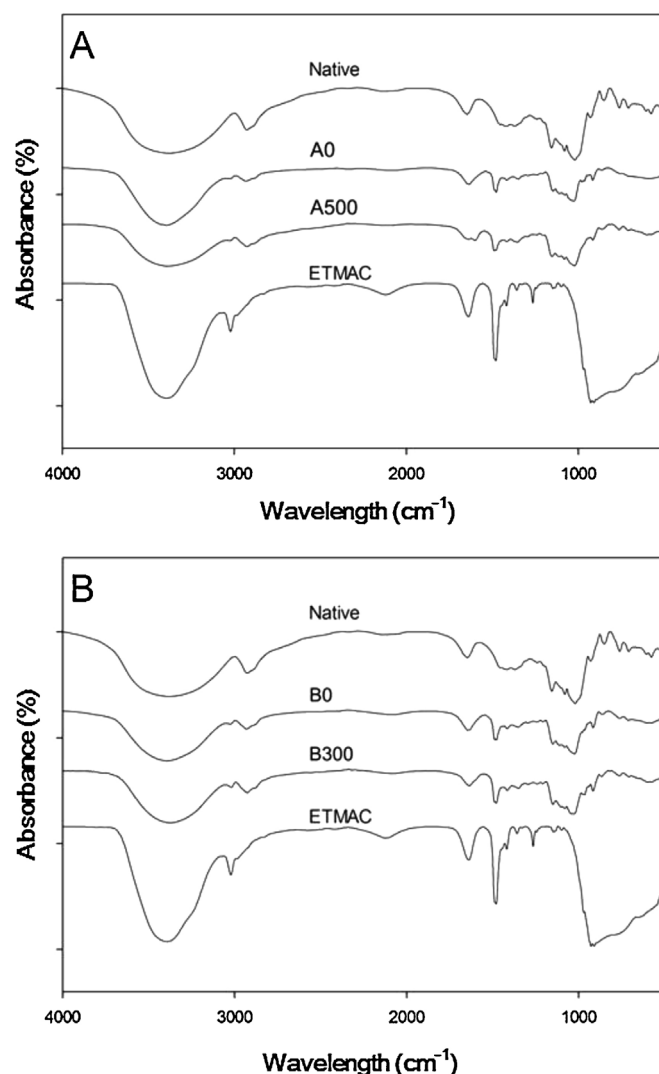 A
Native
A0
A500
ETMAC
Absorbance (%)
4000 3000 2000 1000
Wavelength (cm⁻¹)
B
Native
B0
B300
ETMAC
Absorbance (%)
4000 3000 2000 1000
Wavelength (cm⁻¹)